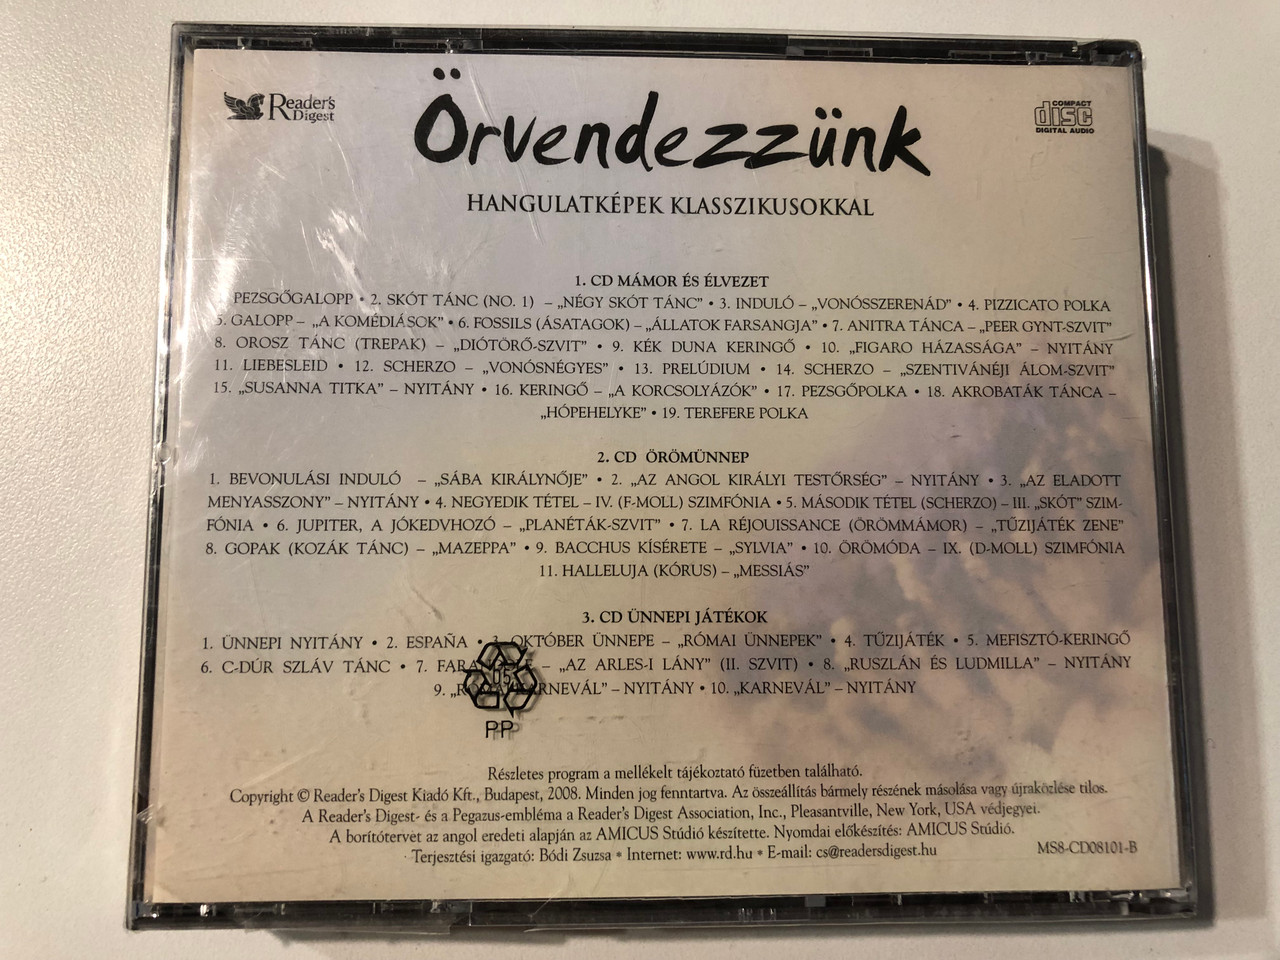 Reader's
Digest
Örvendezzünk
COMPACT
disc
DIGITAL AUDIO
HANGULATKÉPEK KLASSZIKUSOKKAL
1. CD MÁMOR ÉS ÉLVEZET
PEZSGŐGALOPP • 2. SKÓT TÁNC (NO. 1) – „NÉGY SKÓT TÁNC” • 3. INDULÓ – „VONÓSSZERENÁD” • 4. PIZZICATO POLKA
5. GALOPP – „A KOMÉDIÁSOK” • 6. FOSSILS (ÁSATAGOK) – „ÁLLATOK FARSANGJA” • 7. ANITRA TÁNCA – „PEER GYNT-SZVIT”
8. OROSZ TÁNC (TREPAK) – „DIÓTÖRŐ-SZVIT” • 9. KÉK DUNA KERINGŐ • 10. „FIGARO HÁZASSÁGA” – NYITÁNY
11. LIEBESLEID • 12. SCHERZO – „VONÓSNÉGYES” • 13. PRELÚDIUM • 14. SCHERZO – „SZENTIVÁNÉJI ÁLOM-SZVIT”
15. „SUSANNA TITKA” – NYITÁNY • 16. KERINGŐ – „A KORCSOLYÁZÓK” • 17. PEZSGŐPOLKA • 18. AKROBATÁK TÁNCA –
„HÓPEHELYKE” • 19. TEREFERE POLKA
2. CD ÖRÖMÜNNEP
1. BEVONULÁSI INDULÓ – „SÁBA KIRÁLYNŐJE” • 2. „AZ ANGOL KIRÁLYI TESTŐRSÉG” – NYITÁNY • 3. „AZ ELADOTT
MENYASSZONY” – NYITÁNY • 4. NEGYEDIK TÉTEL – IV. (F-MOLL) SZIMFÓNIA • 5. MÁSODIK TÉTEL (SCHERZO) – III. „SKÓT” SZIM-
FÓNIA • 6. JUPITER, A JÓKEDVHOZÓ – „PLANÉTÁK-SZVIT” • 7. LA RÉJOUISSANCE (ÖRÖMMÁMOR) – „TŰZIJÁTÉK ZENE”
8. GOPAK (KOZÁK TÁNC) – „MAZEPPA” • 9. BACCHUS KÍSÉRETE – „SYLVIA” • 10. ÖRÖMÓDA – IX. (D-MOLL) SZIMFÓNIA
11. HALLELUJA (KÓRUS) – „MESSIÁS”
3. CD ÜNNEPI JÁTÉKOK
1. ÜNNEPI NYITÁNY • 2. ESPAÑA • 3. OKTÓBER ÜNNEPE – „RÓMAI ÜNNEPEK” • 4. TŰZIJÁTÉK • 5. MEFISZTÓ-KERINGŐ
6. C-DÚR SZLÁV TÁNC • 7. FARANDOLE – „AZ ARLES-I LÁNY” (II. SZVIT) • 8. „RUSZLÁN ÉS LUDMILLA” – NYITÁNY
9. „RÓMAI KARNEVÁL” – NYITÁNY • 10. „KARNEVÁL” – NYITÁNY
05
PP
Részletes program a mellékelt tájékoztató füzetben található.
Copyright © Reader's Digest Kiadó Kft., Budapest, 2008. Minden jog fenntartva. Az összeállítás bármely részének másolása vagy újraközlése tilos.
A Reader's Digest- és a Pegazus-embléma a Reader's Digest Association, Inc., Pleasantville, New York, USA védjegyei.
A borítótervet az angol eredeti alapján az AMICUS Stúdió készítette. Nyomdai előkészítés: AMICUS Stúdió.
Terjesztési igazgató: Bódi Zsuzsa • Internet: www.rd.hu • E-mail: cs@readersdigest.hu
MS8-CD08101-B